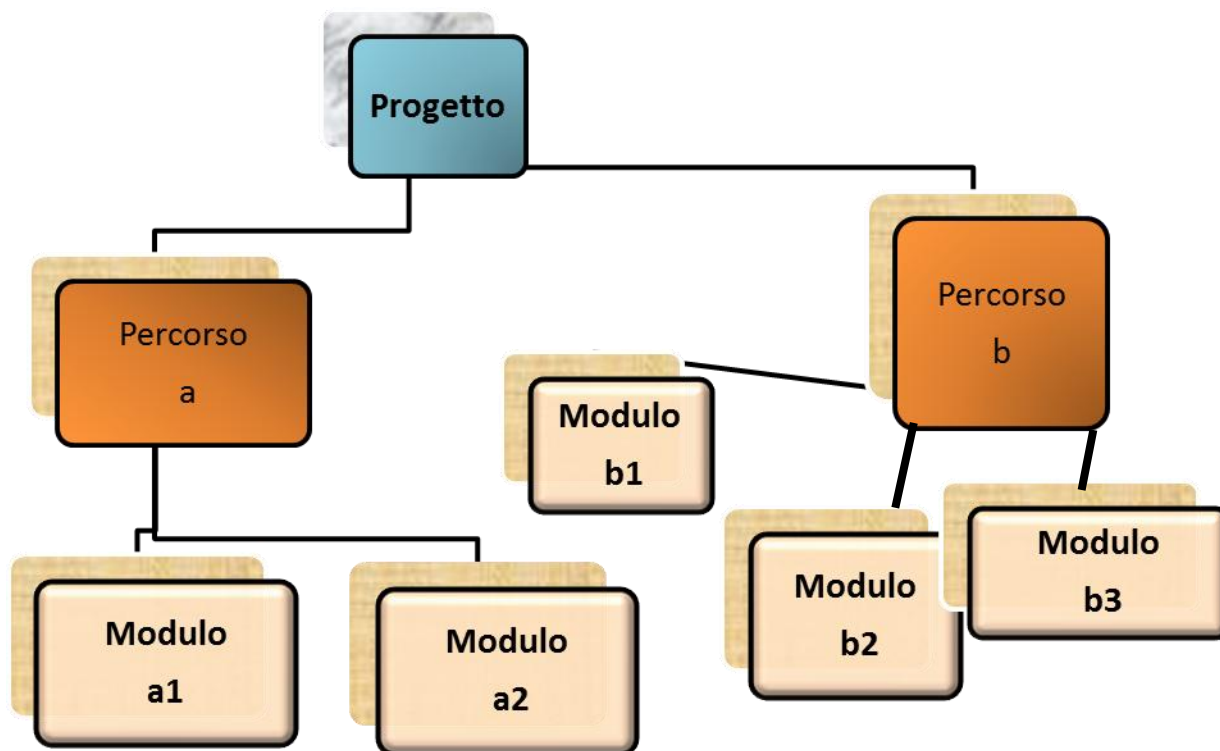 Progetto
Percorso
a
Percorso
b
Modulo
b1
Modulo
b2
Modulo
b3
Modulo
a1
Modulo
a2